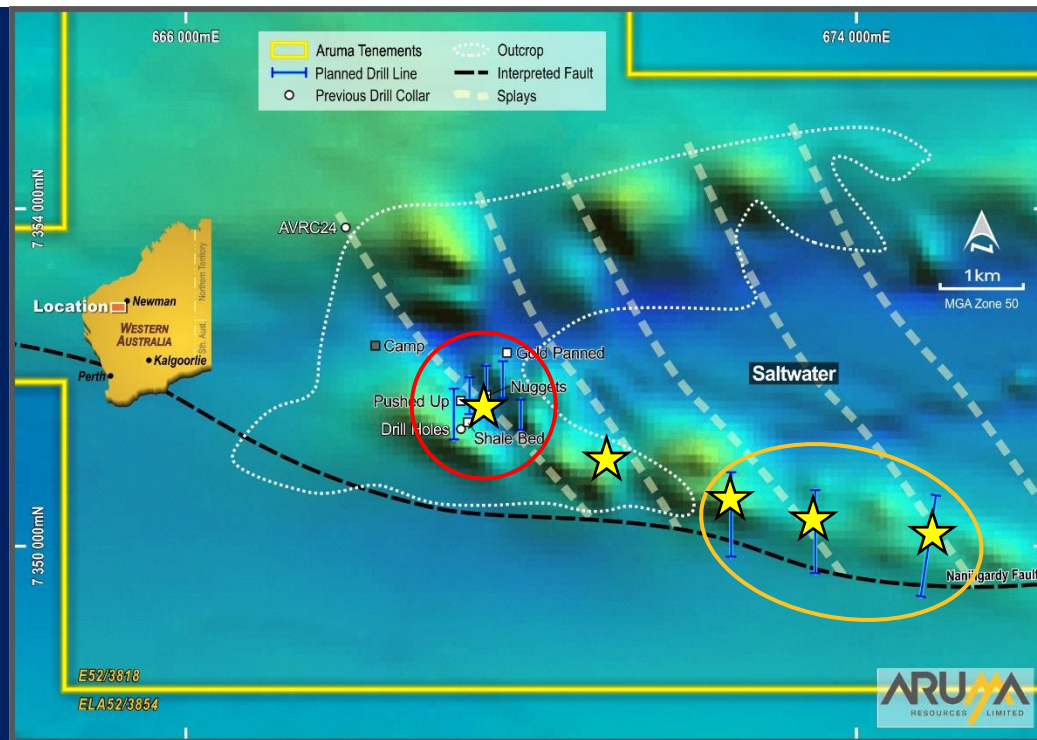 666 000mE
674 000mE
Aruma Tenements
Planned Drill Line
Previous Drill Collar
Outcrop
Interpreted Fault
Splays
7 354 000mN
AVRC24
1km
MGA Zone 50
Northern Territory
Sth. Aust.
Location
Newman
WESTERN
AUSTRALIA
Kalgoorlie
Perth
Camp
Gold Panned
Nuggets
Pushed Up
Drill Holes
Shale Bed
Saltwater
7 350 000mN
Nanjilgardy Fault
E52/3818
ELA52/3854
ARUMA
RESOURCES LIMITED